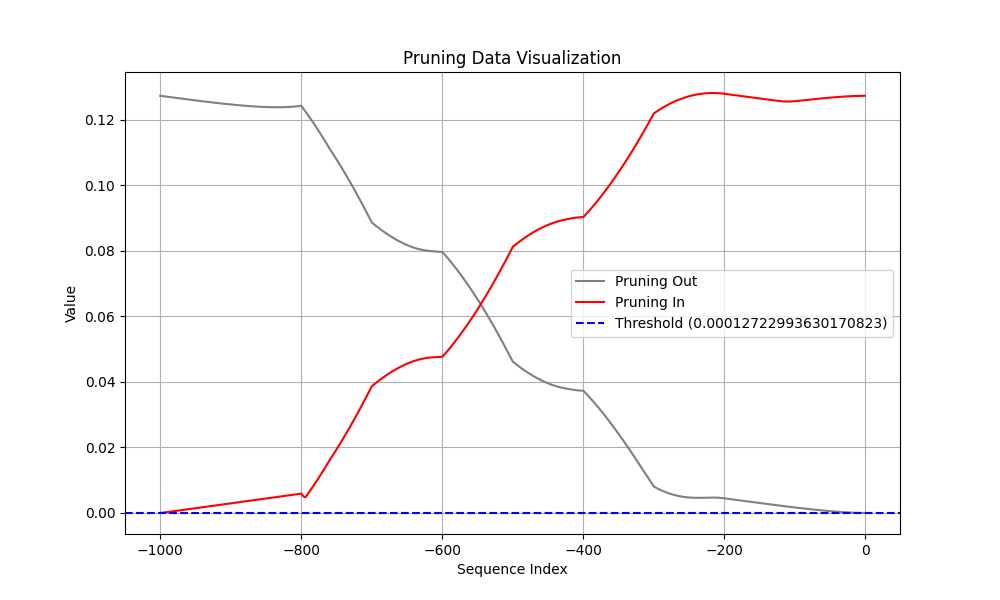 Pruning Data Visualization
Value
0.12
0.10
0.08
0.06
0.04
0.02
0.00
Pruning Out
Pruning In
Threshold (0.00012722993630170823)
−1000
−800
−600
−400
−200
0
Sequence Index